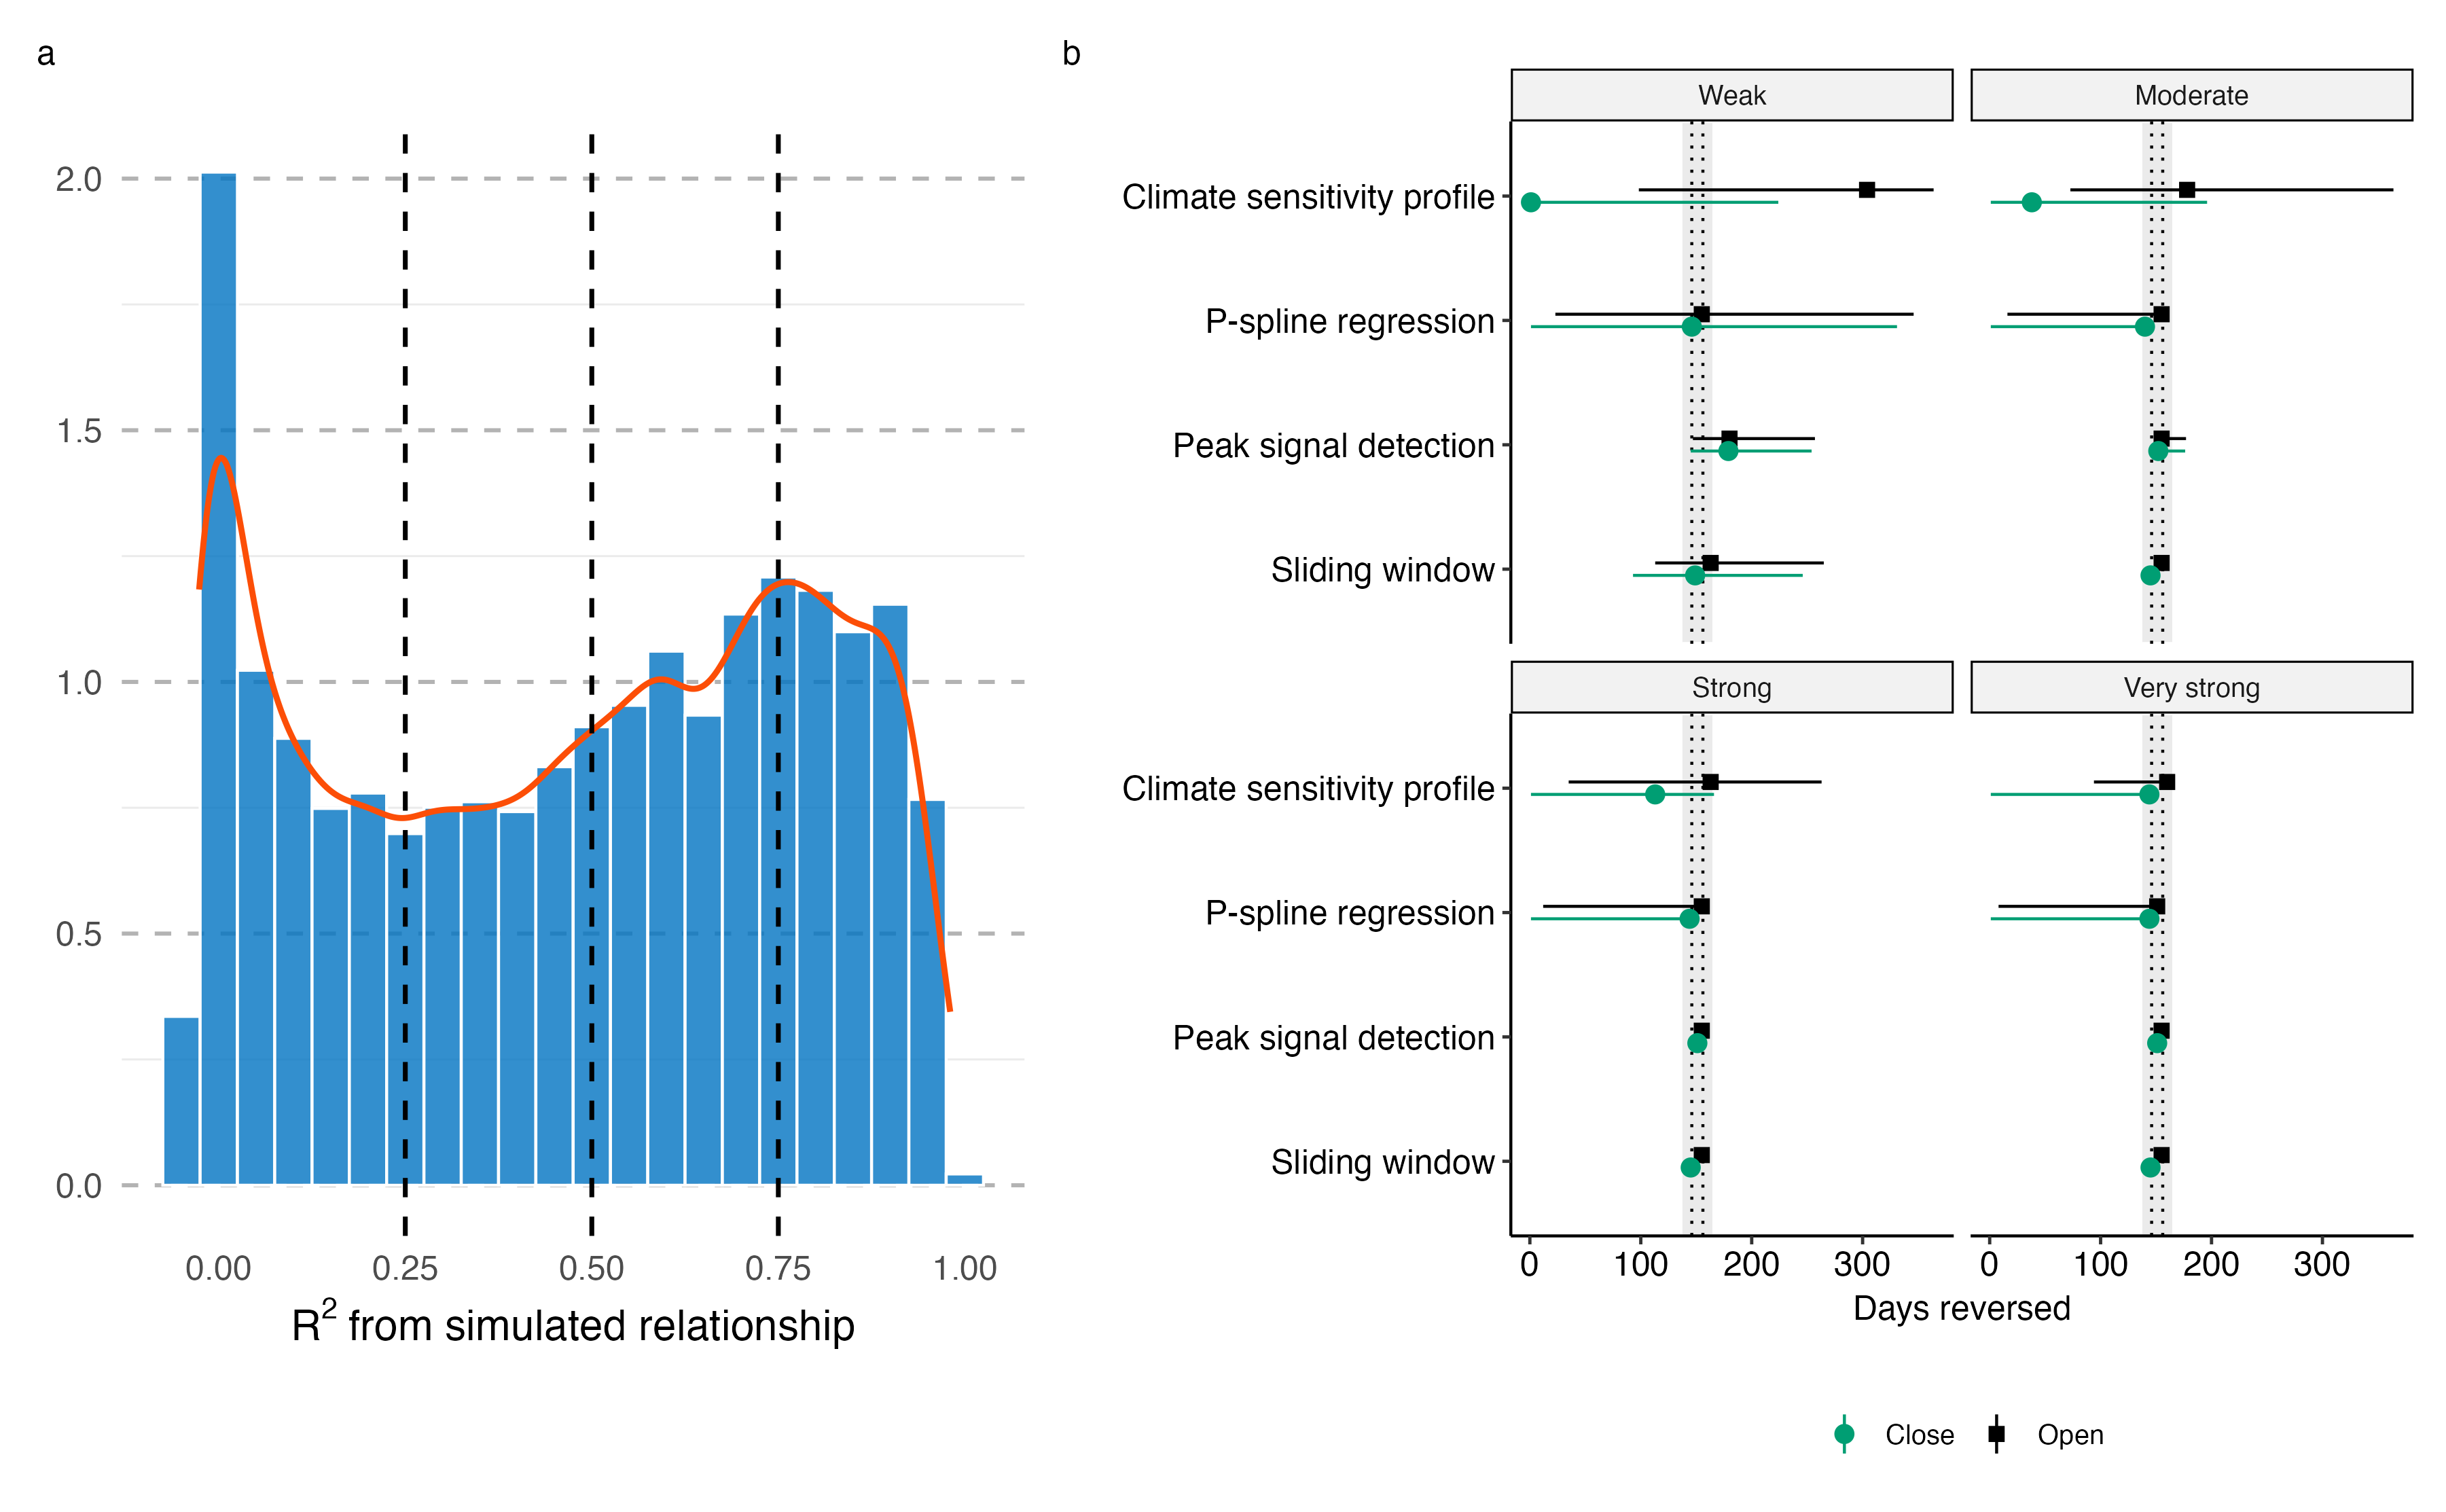 a
2.0
1.5
1.0
0.5
0.0
0.00 0.25 0.50 0.75 1.00
R² from simulated relationship
b
Weak Moderate
Climate sensitivity profile
P-spline regression
Peak signal detection
Sliding window
Strong Very strong
Climate sensitivity profile
P-spline regression
Peak signal detection
Sliding window
0 100 200 300 0 100 200 300
Days reversed
Close Open